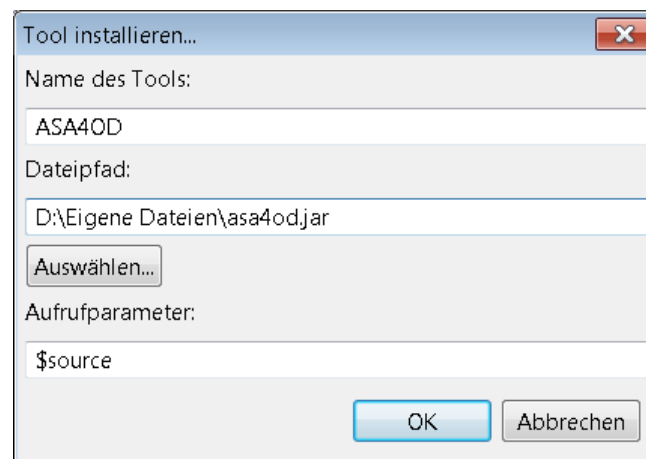 Tool installieren...
Name des Tools:
ASA4OD
Dateipfad:
D:\Eigene Dateien\asa4od.jar
Auswählen...
Aufrufparameter:
$source
OK Abbrechen